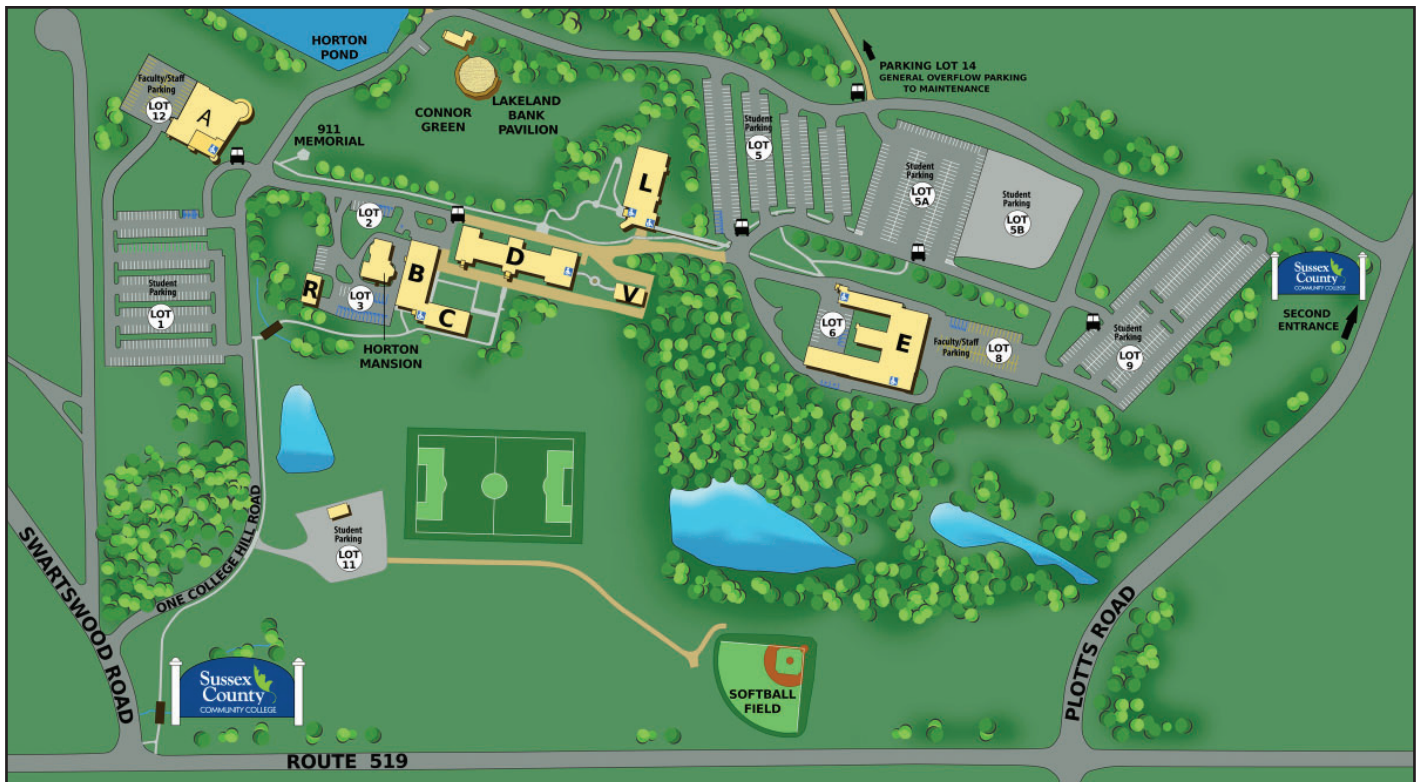 HORTON
POND
CONNOR
GREEN
LAKELAND
BANK
PAVILION
PARKING LOT 14
GENERAL OVERFLOW PARKING
TO MAINTENANCE
Faculty/Staff
Parking
LOT
12
A
911
MEMORIAL
Student
Parking
LOT
5
Student
Parking
LOT
5A
Student
Parking
LOT
5B
L
LOT
2
D
B
R
LOT
3
C
V
HORTON
MANSION
Student
Parking
LOT
1
Sussex
County
COMMUNITY COLLEGE
SECOND
ENTRANCE
LOT
6
E
Faculty/Staff
Parking
LOT
8
Student
Parking
LOT
9
Student
Parking
LOT
11
SWARTSWOOD ROAD
ONE COLLEGE HILL ROAD
PLOTTS ROAD
Sussex
County
COMMUNITY COLLEGE
SOFTBALL
FIELD
ROUTE 519